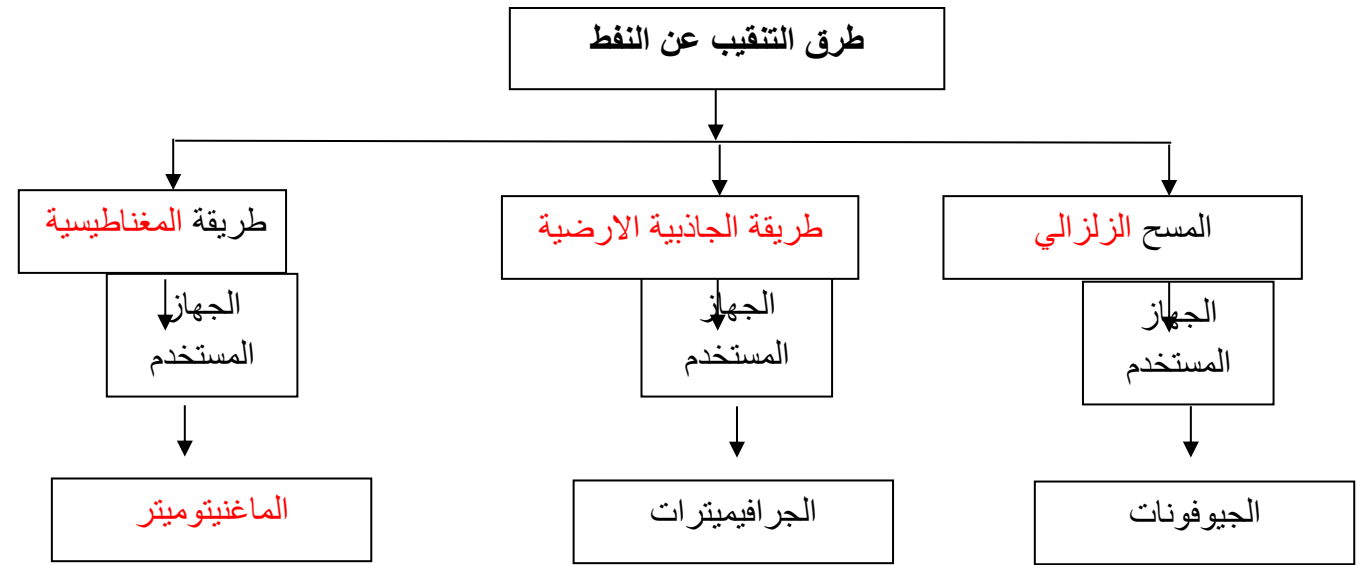 طرق التنقيب عن النفط
المسح الزلزالي
طريقة الجاذبية الارضية
طريقة المغناطيسية
الجهاز
المستخدم
الجهاز
المستخدم
الجهاز
المستخدم
الجيوفونات
الجرافيميترات
الماغنيتوميتر